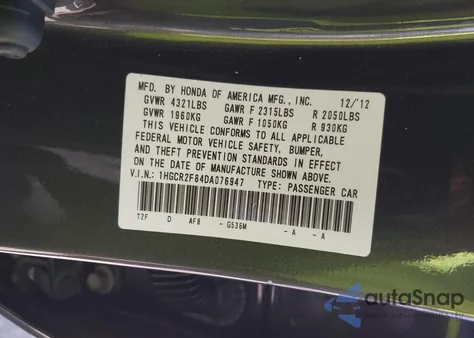 MFD. BY HONDA OF AMERICA MFG., INC. 12/'12
GVWR 4321LBS GAWR F 2315LBS R 2050LBS
GVWR 1960KG GAWR F 1050KG R 930KG
THIS VEHICLE CONFORMS TO ALL APPLICABLE
FEDERAL MOTOR VEHICLE SAFETY, BUMPER,
AND THEFT PREVENTION STANDARDS IN EFFECT
ON THE DATE OF MANUFACTURE SHOWN ABOVE.
V.I.N.: 1HGCR2F84DA076947 TYPE: PASSENGER CAR
T2F D AF8 - G536M - A - A
autaSnap